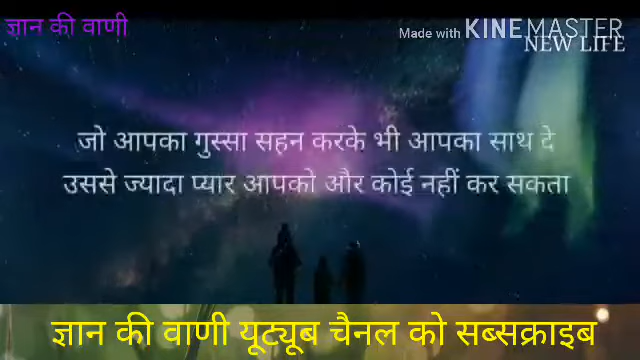 ज्ञान की वाणी
Made with KINEMASTER
NEW LIFE
जो आपका गुस्सा सहन करके भी आपका साथ दे
उससे ज्यादा प्यार आपको और कोई नहीं कर सकता
ज्ञान की वाणी यूट्यूब चैनल को सब्सक्राइब